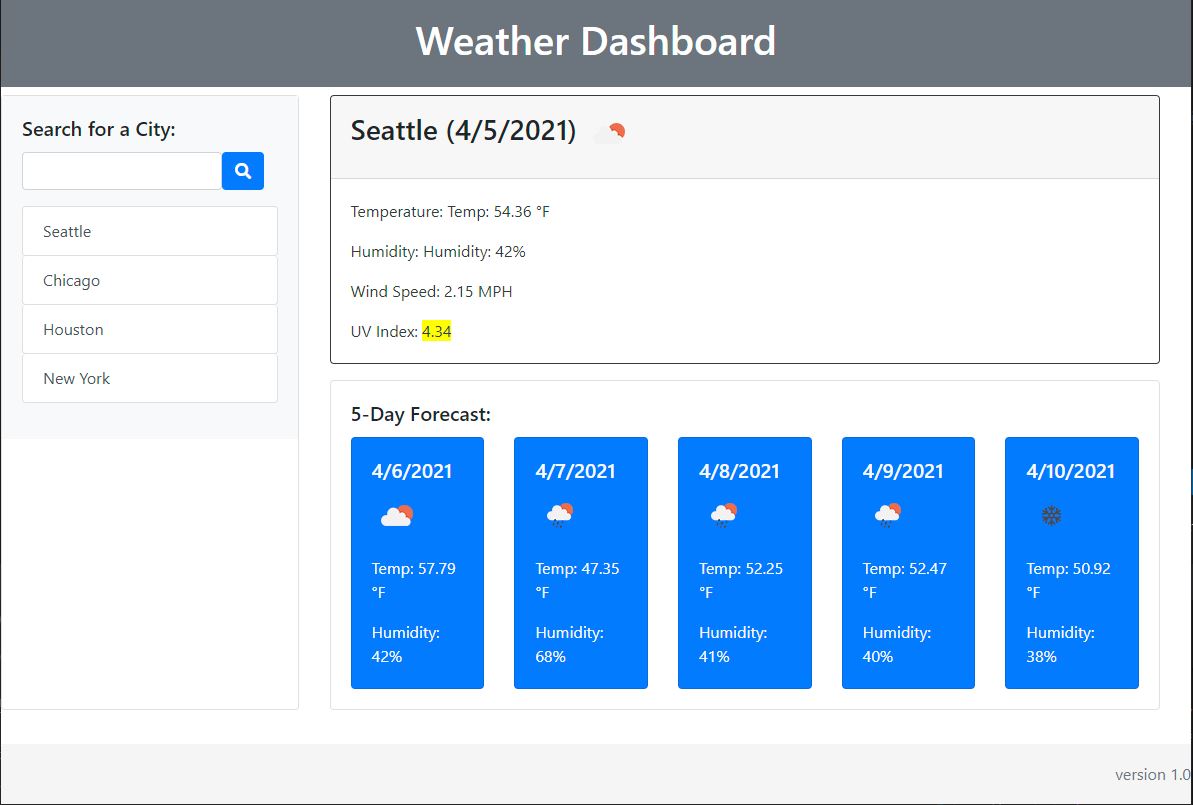 Weather Dashboard
Search for a City:
Seattle
Chicago
Houston
New York
Seattle (4/5/2021)
Temperature: Temp: 54.36 °F
Humidity: Humidity: 42%
Wind Speed: 2.15 MPH
UV Index: 4.34
5-Day Forecast:
4/6/2021
Temp: 57.79
°F
Humidity:
42%
4/7/2021
Temp: 47.35
°F
Humidity:
68%
4/8/2021
Temp: 52.25
°F
Humidity:
41%
4/9/2021
Temp: 52.47
°F
Humidity:
40%
4/10/2021
Temp: 50.92
°F
Humidity:
38%
version 1.0